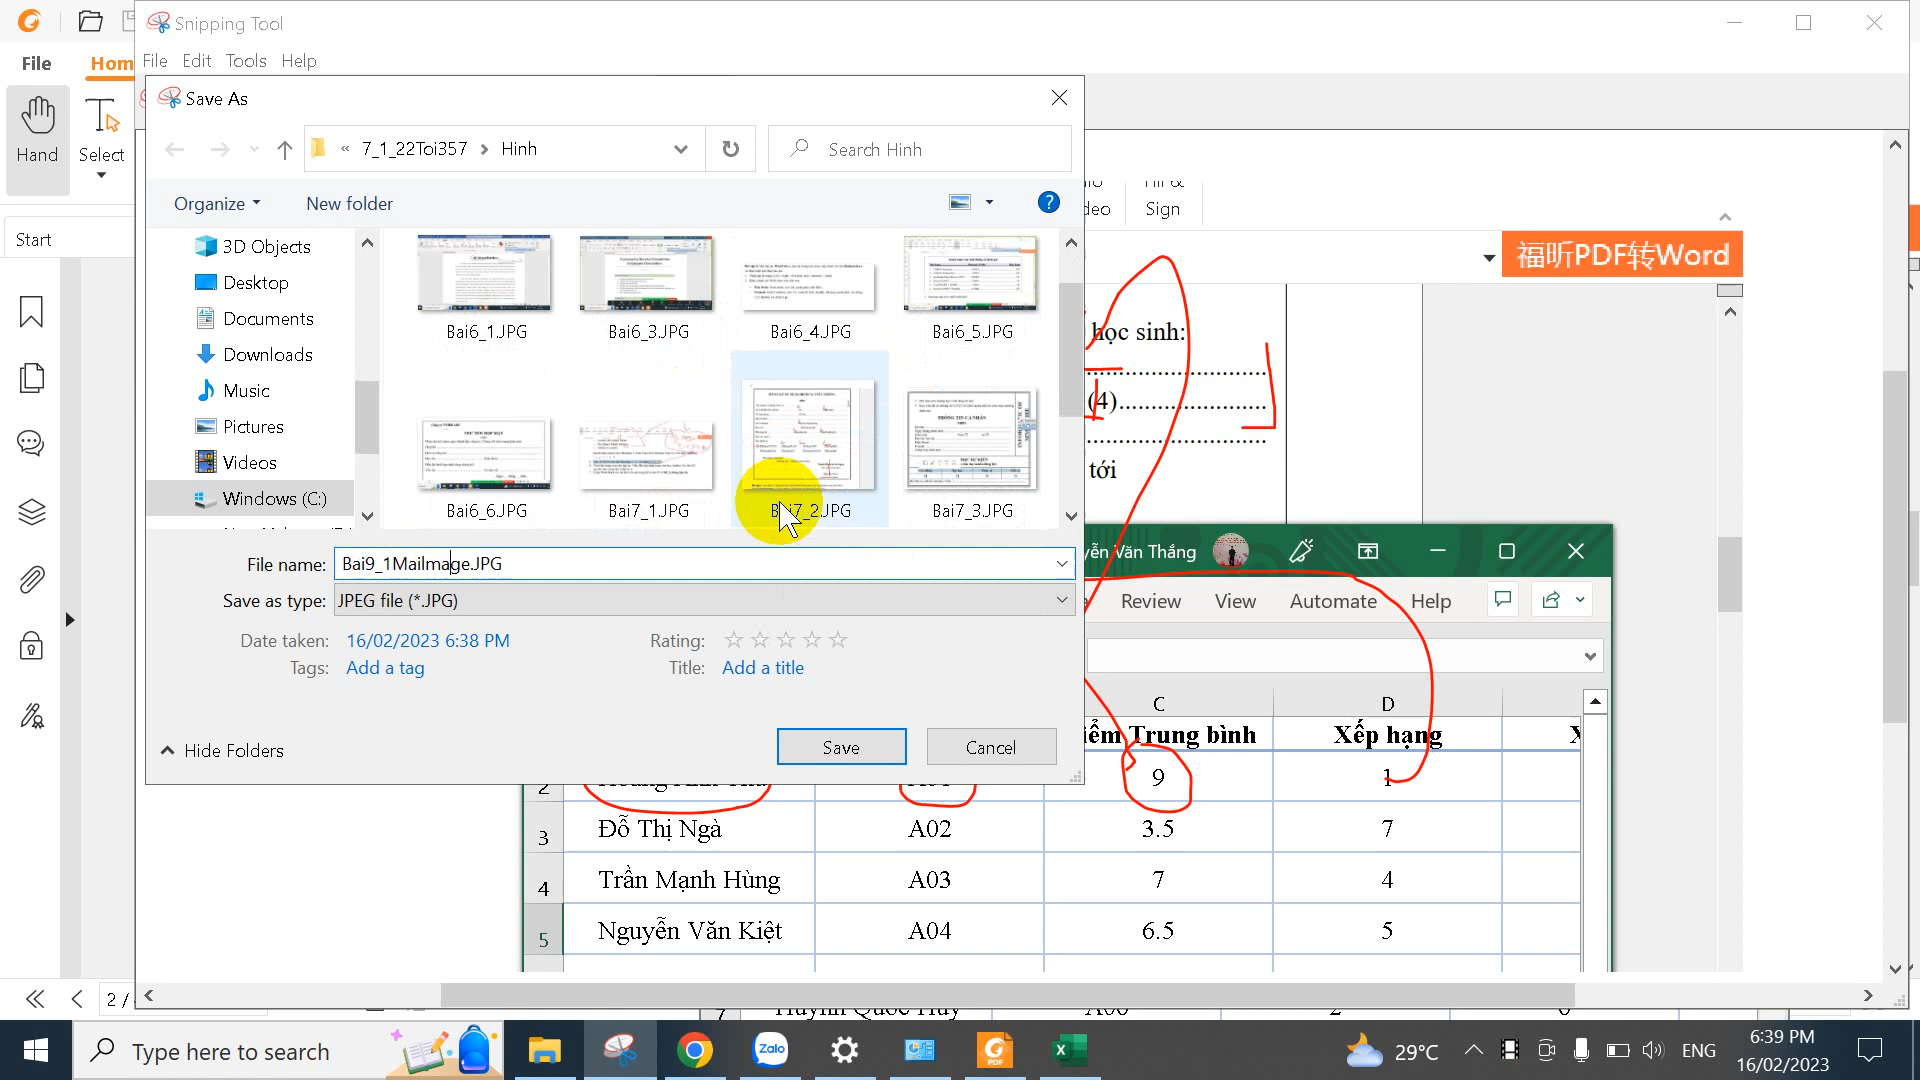 Snipping Tool
File Home
File Edit Tools Help
Save As
Hand Select
7_1_22Toi357 > Hinh
Search Hinh
Organize New folder
Sign
Start
福昕PDF转Word
3D Objects
Desktop
Documents
Downloads
Music
Pictures
Videos
Windows (C:)
Bai6_1.JPG Bai6_3.JPG Bai6_4.JPG Bai6_5.JPG
Bai6_6.JPG Bai7_1.JPG Bai7_2.JPG Bai7_3.JPG
học sinh:
(4)
tới
File name: Bai9_1MailmageJPG
Save as type: JPEG file (*.JPG)
Date taken: 16/02/2023 6:38 PM Rating:
Tags: Add a tag Title: Add a title
Hide Folders Save Cancel
Văn Thắng
Review View Automate Help
C D
Trung bình Xếp hạng
2 9 1
3 Đỗ Thị Ngà A02 3.5 7
4 Trần Mạnh Hùng A03 7 4
5 Nguyễn Văn Kiệt A04 6.5 5
2 /
Type here to search
Zalo
PDF
29°C ENG
6:39 PM
16/02/2023